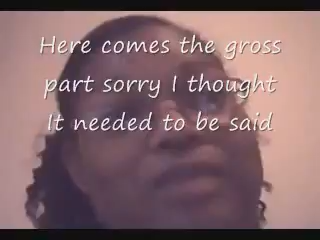 Here comes the gross
part sorry I thought
It needed to be said